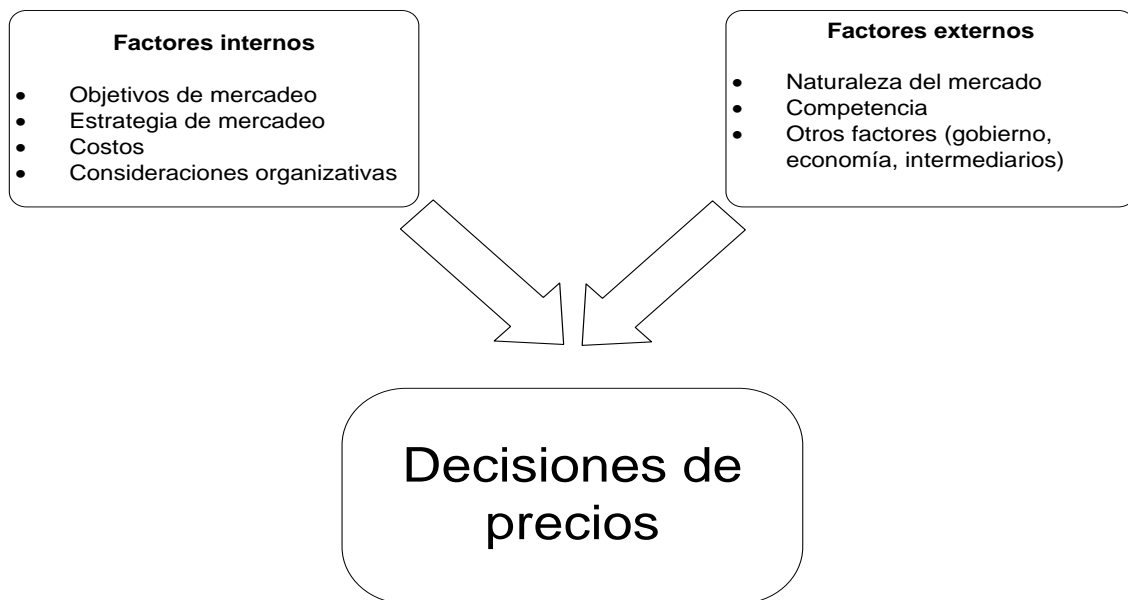 Factores internos
• Objetivos de mercadeo
• Estrategia de mercadeo
• Costos
• Consideraciones organizativas
Factores externos
• Naturaleza del mercado
• Competencia
• Otros factores (gobierno,
economía, intermediarios)
Decisiones de
precios